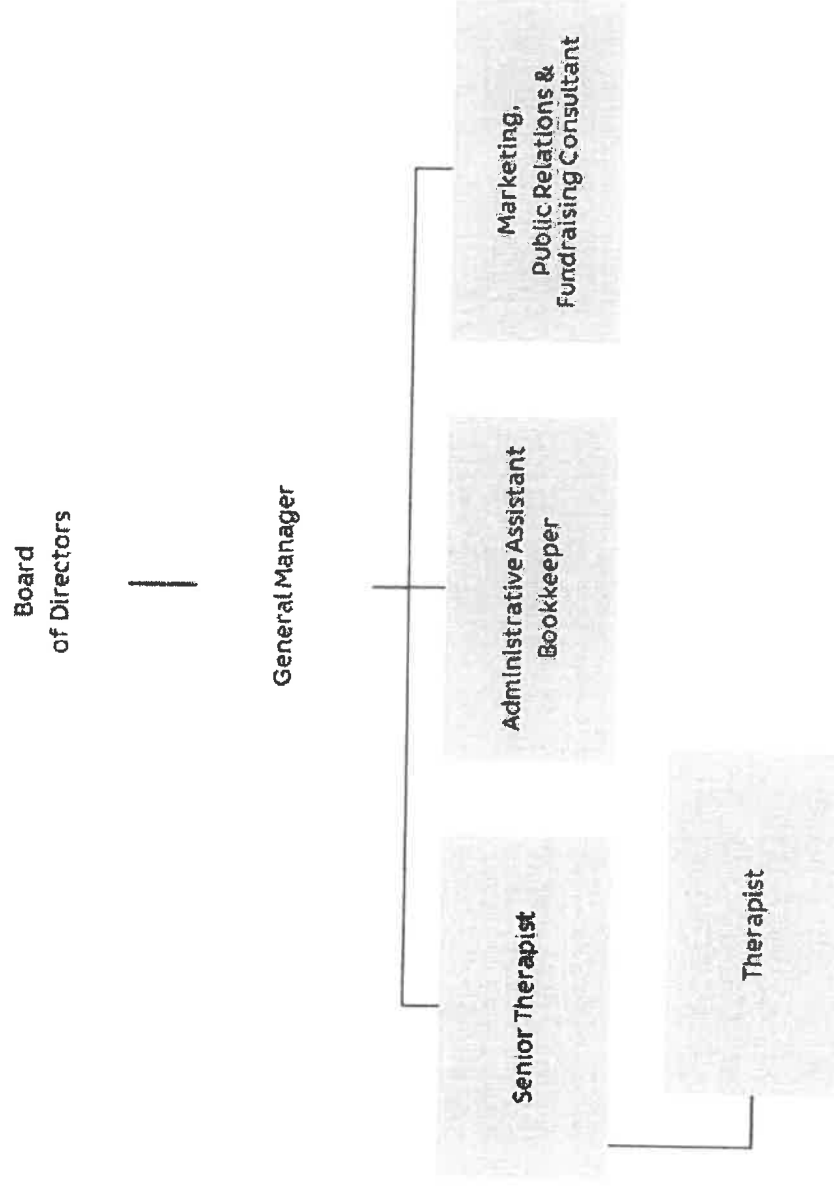 Board
of Directors
General Manager
Senior Therapist
Administrative Assistant
Bookkeeper
Marketing,
Public Relations &
Fundraising Consultant
Therapist